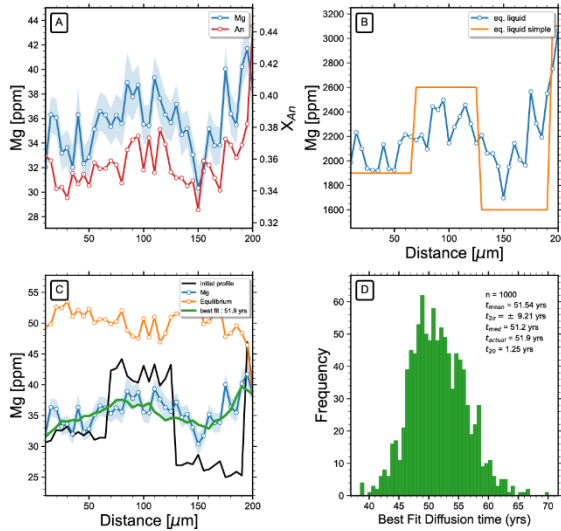 A
Mg
An
44
42
40
38
36
34
32
30
28
Mg [ppm]
0.44
0.42
0.40
0.38
0.36
0.34
0.32
X_An
50
100
150
200
B
eq. liquid
eq. liquid simple
3200
3000
2800
2600
2400
2200
2000
1800
1600
Mg [ppm]
50
100
150
200
Distance [μm]
C
initial profile
Mg
Equilibrium
best fit : 51.9 yrs
55
50
45
40
35
30
25
Mg [ppm]
50
100
150
200
Distance [μm]
D
n = 1000
t_mean = 51.54 yrs
t_2σ = ± 9.21 yrs
t_med = 51.2 yrs
t_actual = 51.9 yrs
t_20 = 1.25 yrs
60
50
40
30
20
10
0
Frequency
40
45
50
55
60
65
70
Best Fit Diffusion time (yrs)